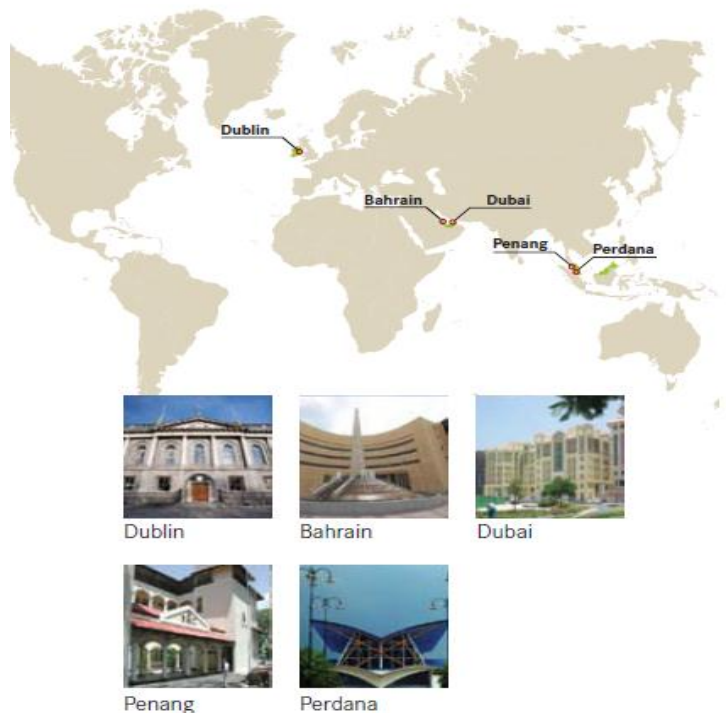 Dublin
Bahrain Dubai
Penang Perdana
Dublin Bahrain Dubai
Penang Perdana